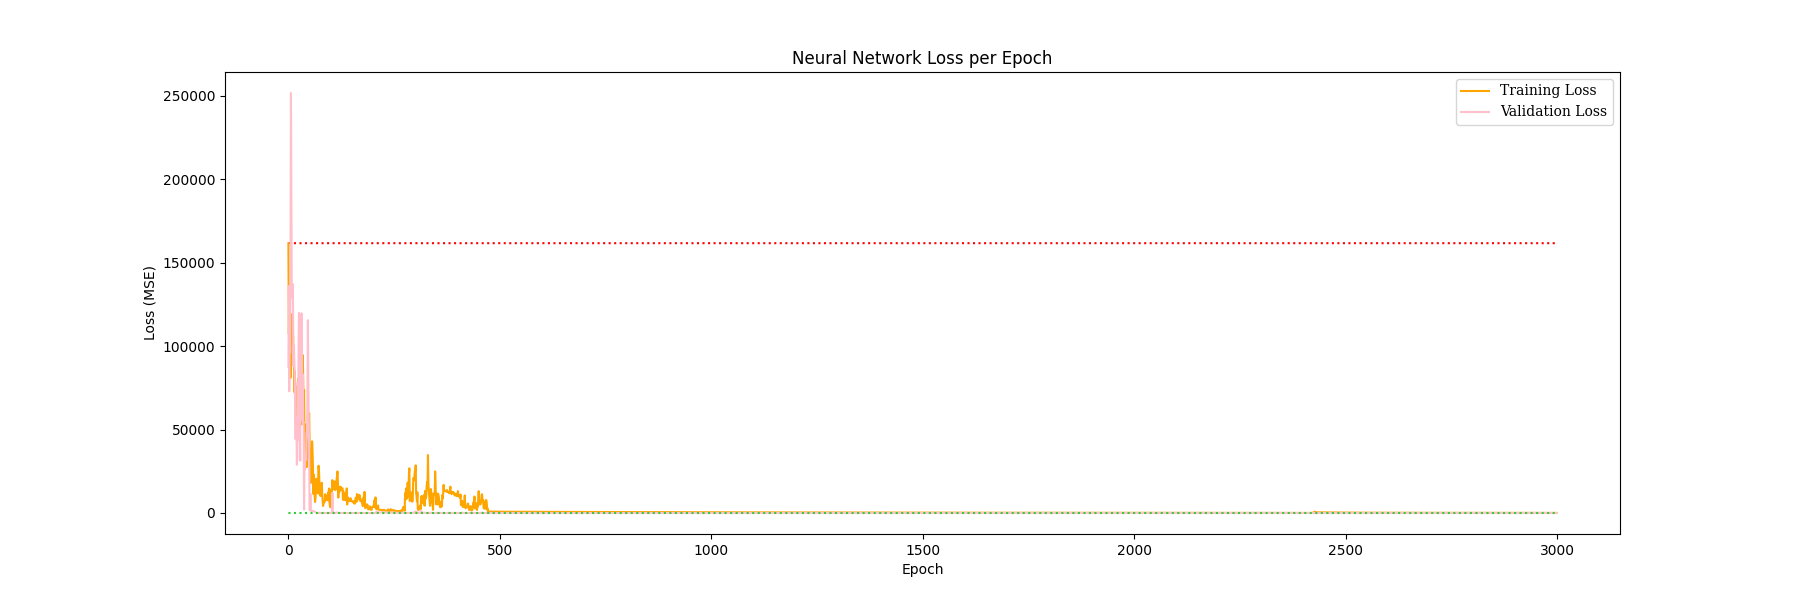 Neural Network Loss per Epoch
Training Loss
Validation Loss
Loss (MSE)
250000
200000
150000
100000
50000
0
0 500 1000 1500 2000 2500 3000
Epoch